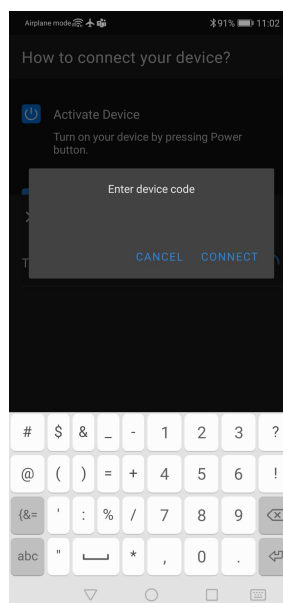 Airplane mode 91% 11:02
How to connect your device?
Activate Device
Turn on your device by pressing Power
button.
Enter device code
T
CANCEL CONNECT
# $ & _ - 1 2 3 ?
@ ( ) = + 4 5 6 !
{&= ' : % / 7 8 9
abc " * , 0 .